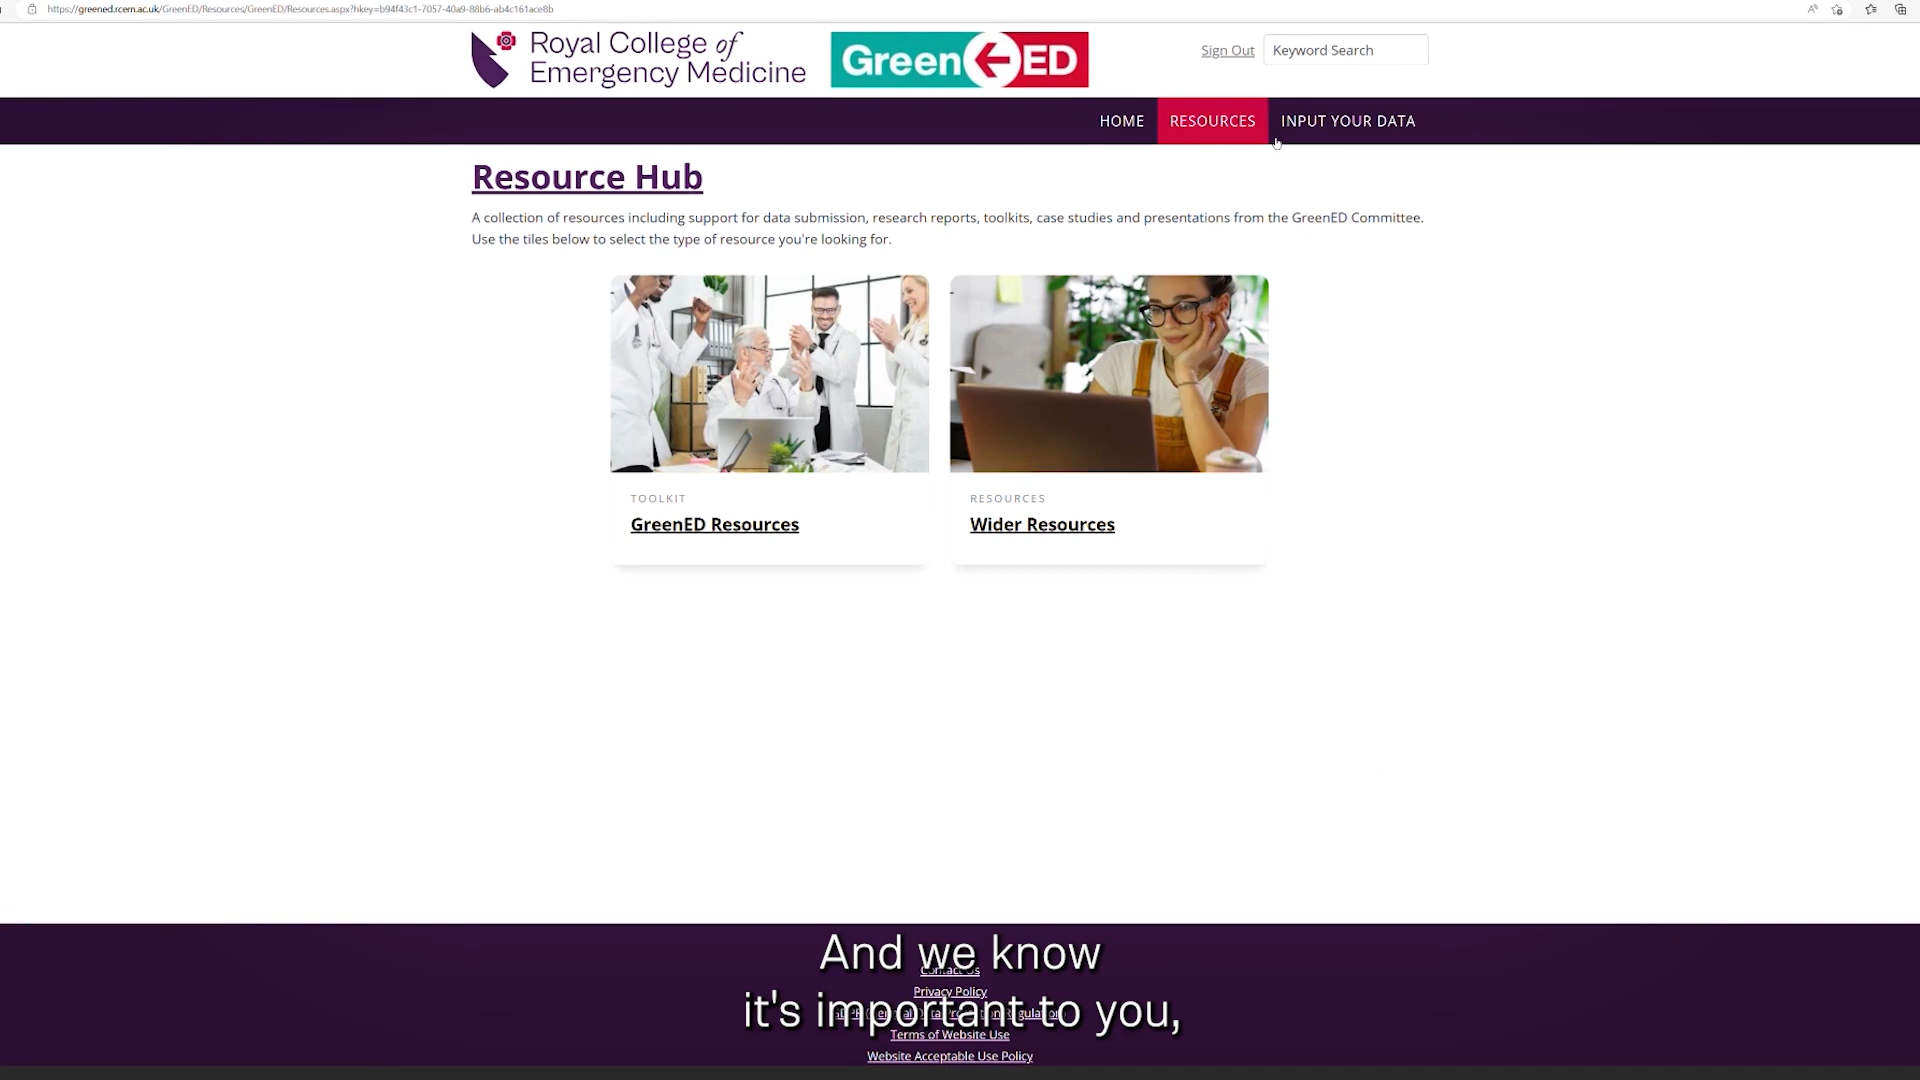 https://greened.rcem.ac.uk/GreenED/Resources/GreenED/Resources.aspx?hkey=b94f43c1-7057-40a9-88b6-ab4c161ace8b
Royal College of
Emergency Medicine
Green ED
Sign Out
Keyword Search
HOME
RESOURCES
INPUT YOUR DATA
Resource Hub
A collection of resources including support for data submission, research reports, toolkits, case studies and presentations from the GreenED Committee.
Use the tiles below to select the type of resource you're looking for.
TOOLKIT
GreenED Resources
RESOURCES
Wider Resources
And we know
Contact Us
Privacy Policy
it's important to you,
Terms of Website Use
Website Acceptable Use Policy